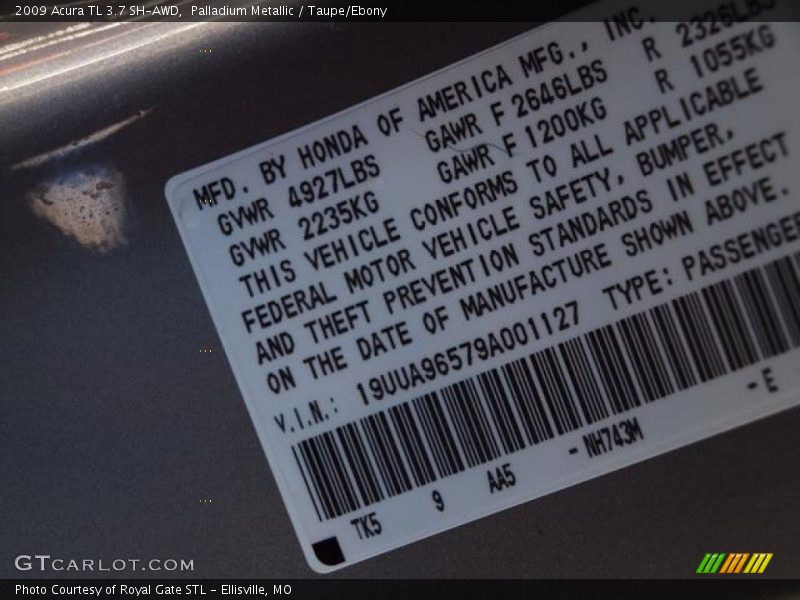 2009 Acura TL 3.7 SH-AWD, Palladium Metallic / Taupe/Ebony
MFD. BY HONDA OF AMERICA MFG., INC.
GVWR 4927LBS GAWR F 2646LBS R 2326LBS
GVWR 2235KG GAWR F 1200KG R 1055KG
THIS VEHICLE CONFORMS TO ALL APPLICABLE
FEDERAL MOTOR VEHICLE SAFETY, BUMPER,
AND THEFT PREVENTION STANDARDS IN EFFECT
ON THE DATE OF MANUFACTURE SHOWN ABOVE.
V.I.N.: 19UUA96579A001127 TYPE: PASSENGER
TK5 9 AA5 -NH743M -E
GTCARLOT.COM
Photo Courtesy of Royal Gate STL - Ellisville, MO